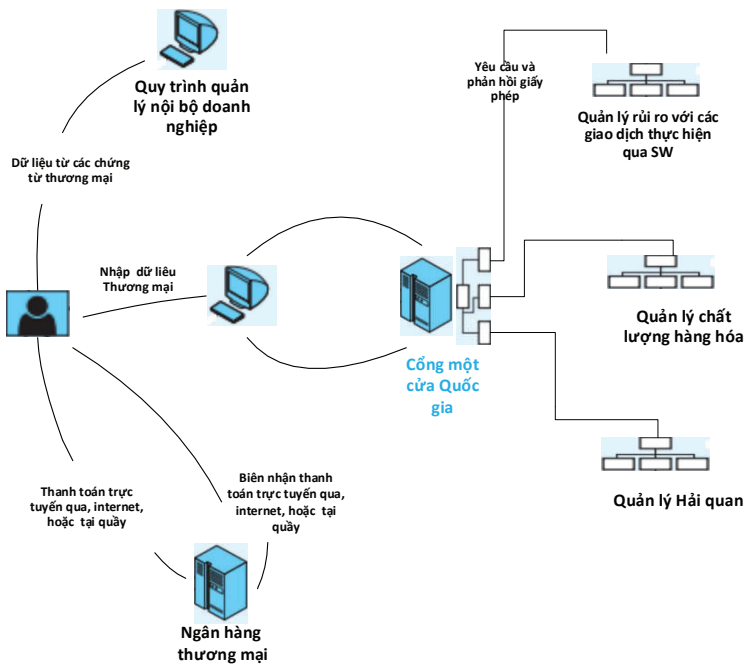 Quy trình quản
lý nội bộ doanh
nghiệp
Yêu cầu và
phản hồi giấy
phép
Quản lý rủi ro với các
giao dịch thực hiện
qua SW
Dữ liệu từ các chứng
từ thương mại
Nhập dữ liêu
Thương mại
Cổng một
cửa Quốc
gia
Quản lý chất
lượng hàng hóa
Thanh toán trực
tuyến qua, internet,
hoặc tại quầy
Biên nhận thanh
toán trực tuyến qua,
internet, hoặc tại
quầy
Quản lý Hải quan
Ngân hàng
thương mại